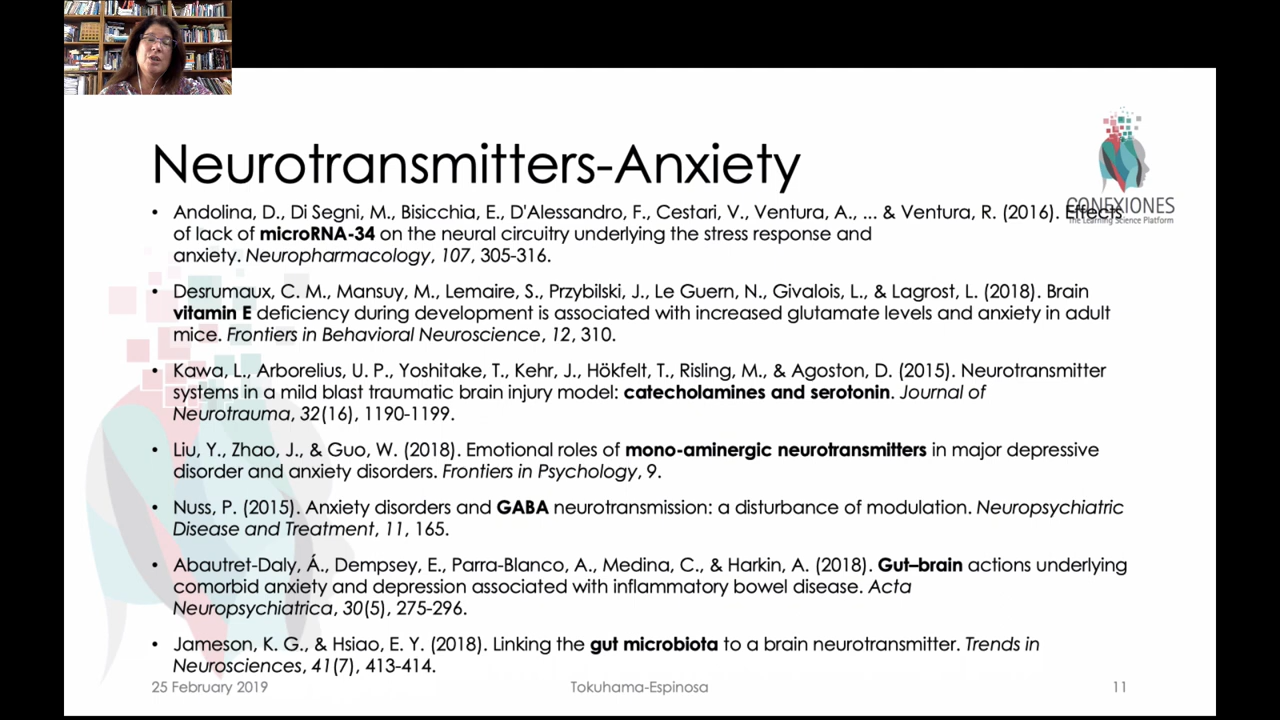 Neurotransmitters-Anxiety
CONEXIONES
The Learning Science Platform
• Andolina, D., Di Segni, M., Bisicchia, E., D'Alessandro, F., Cestari, V., Ventura, A., ... & Ventura, R. (2016). Effects
of lack of microRNA-34 on the neural circuitry underlying the stress response and
anxiety. Neuropharmacology, 107, 305-316.
• Desrumaux, C. M., Mansuy, M., Lemaire, S., Przybilski, J., Le Guern, N., Givalois, L., & Lagrost, L. (2018). Brain
vitamin E deficiency during development is associated with increased glutamate levels and anxiety in adult
mice. Frontiers in Behavioral Neuroscience, 12, 310.
• Kawa, L., Arborelius, U. P., Yoshitake, T., Kehr, J., Hökfelt, T., Risling, M., & Agoston, D. (2015). Neurotransmitter
systems in a mild blast traumatic brain injury model: catecholamines and serotonin. Journal of
Neurotrauma, 32(16), 1190-1199.
• Liu, Y., Zhao, J., & Guo, W. (2018). Emotional roles of mono-aminergic neurotransmitters in major depressive
disorder and anxiety disorders. Frontiers in Psychology, 9.
• Nuss, P. (2015). Anxiety disorders and GABA neurotransmission: a disturbance of modulation. Neuropsychiatric
Disease and Treatment, 11, 165.
• Abautret-Daly, Á., Dempsey, E., Parra-Blanco, A., Medina, C., & Harkin, A. (2018). Gut–brain actions underlying
comorbid anxiety and depression associated with inflammatory bowel disease. Acta
Neuropsychiatrica, 30(5), 275-296.
• Jameson, K. G., & Hsiao, E. Y. (2018). Linking the gut microbiota to a brain neurotransmitter. Trends in
Neurosciences, 41(7), 413-414.
25 February 2019
Tokuhama-Espinosa
11